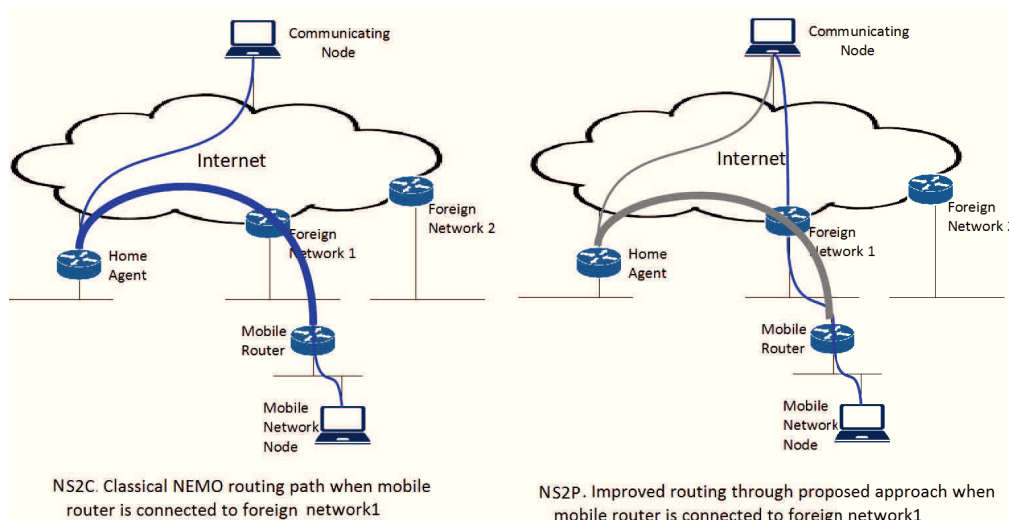 Communicating
Node
Internet
Foreign
Network 2
Foreign
Network 1
Home
Agent
Mobile
Router
Mobile
Network
Node
NS2C. Classical NEMO routing path when mobile
router is connected to foreign network1
Communicating
Node
Internet
Foreign
Network
Foreign
Network 1
Home
Agent
Mobile
Router
Mobile
Network
Node
NS2P. Improved routing through proposed approach when
mobile router is connected to foreign network1